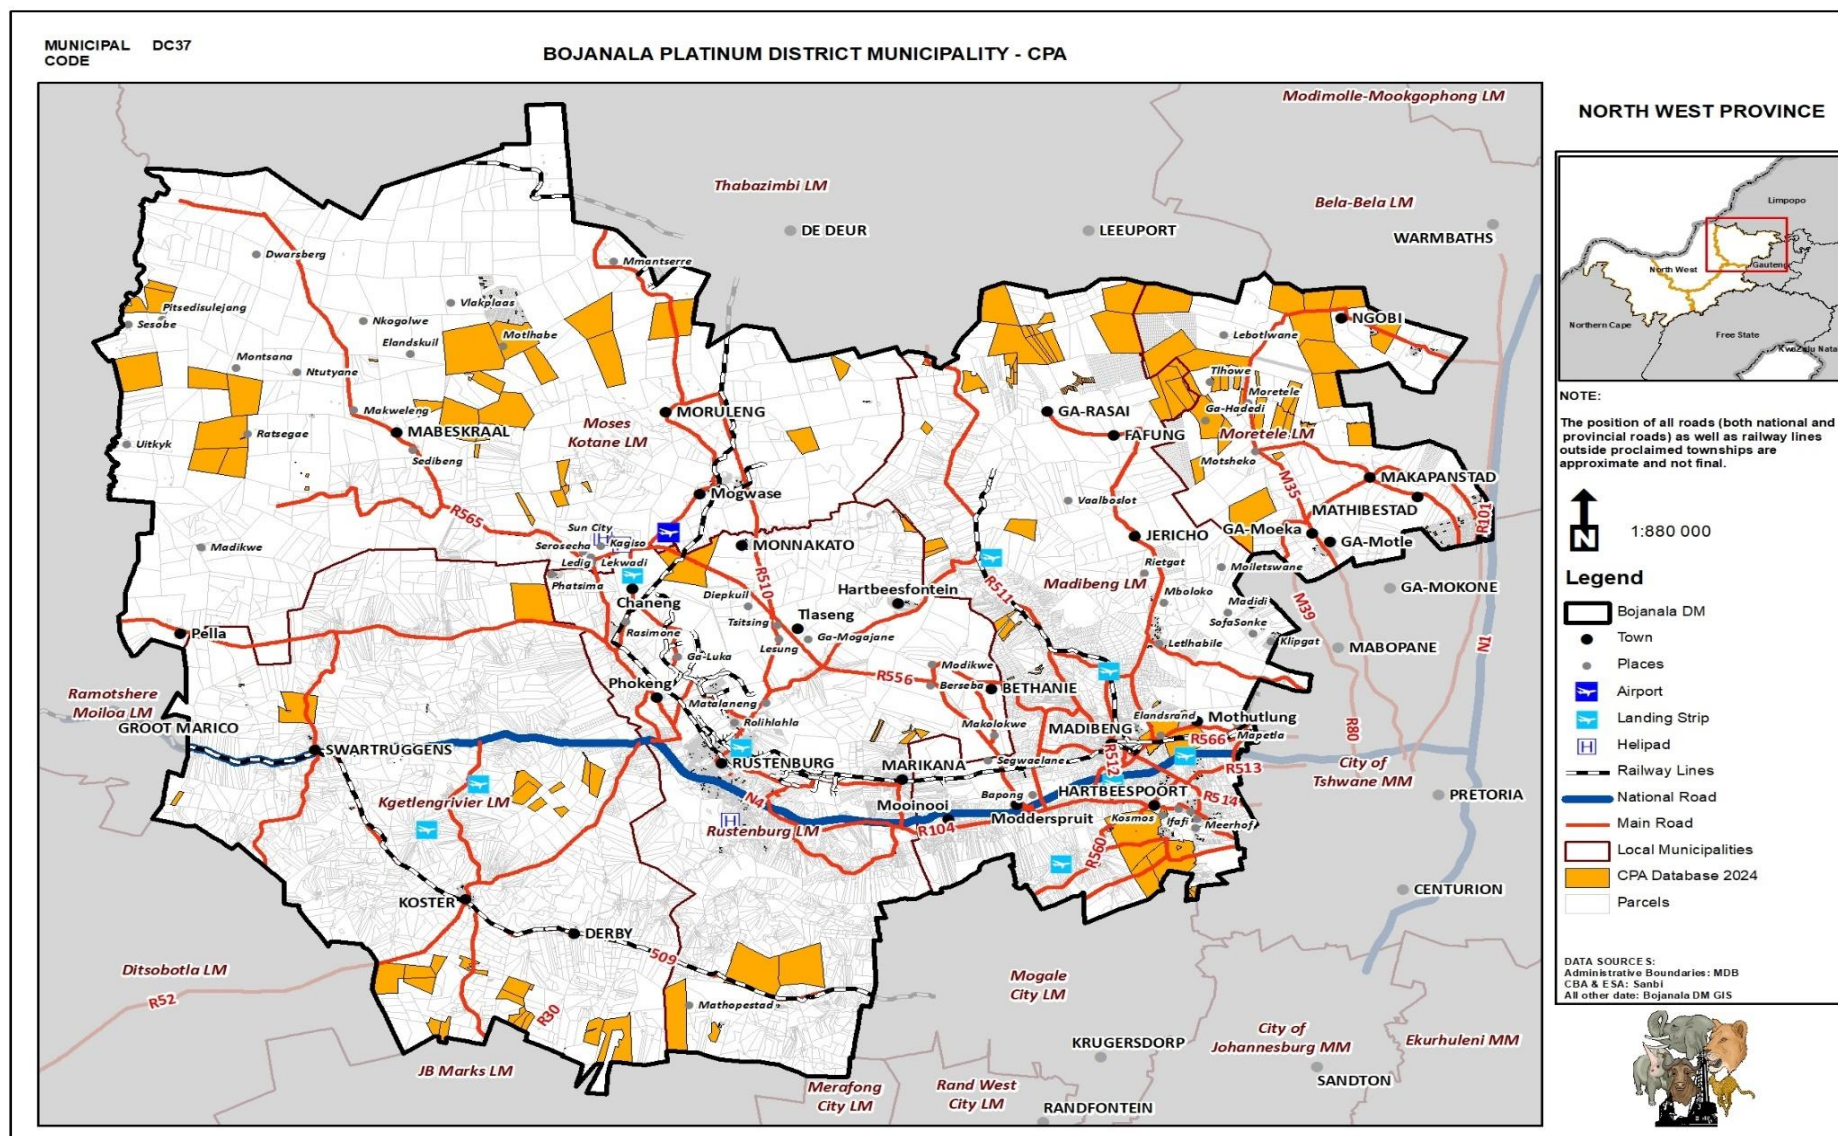 MUNICIPAL DC37
CODE
BOJANALA PLATINUM DISTRICT MUNICIPALITY - CPA
Modimolle-Mookgophong LM
Thabazimbi LM
Bela-Bela LM
DE DEUR
LEEUPORT
WARMBATHS
Dwarsberg
Mmantserre
Pitsedisulejang
Vlakplaas
Sesobe
Nkogolwe
Elandskuil
Motlhabe
NGOBI
Lebotlwane
Montsana
Ntutyane
Tlhowe
Moretele
Makweleng
MORULENG
GA-RASAI
Ga-Hadedi
Moses
Kotane LM
MABESKRAAL
Ratsegae
Uitkyk
FAFUNG
Moretele LM
Sedibeng
Motsheko
MAKAPANSTAD
M35
Mogwase
Vaalboslot
MATHIBESTAD
R101
R565
Sun City
H
Kagiso
Serosecha
Madikwe
MONNAKATO
JERICHO
GA-Moeka
GA-Motle
Ledig
Lekwadi
Phatsima
R510
R511
Rietgat
Madibeng LM
Moiletswane
GA-MOKONE
Chaneng
Diepkuil
Hartbeesfontein
Mboloko
Madidi
M39
Tlaseng
Tsitsing
SofaSonke
Pella
Rasimone
Ga-Mogajane
Lesung
Letlhabile
Klipgat
MABOPANE
N1
Ga-Luka
Modikwe
R556
Phokeng
Berseba
BETHANIE
Ramotshere
Moiloa LM
Matalaneng
GROOT MARICO
Rolihlahla
Makolokwe
MADIBENG
Elandsrand
Mothutlung
Mapetla
R566
R80
SWARTRUGGENS
RUSTENBURG
MARIKANA
Segwaelane
R512
R513
City of
Tshwane MM
Kgetlengrivier LM
N4
Mooinooi
Bapong
HARTBEESPOORT
R514
PRETORIA
H
Rustenburg LM
R104
Modderspruit
Kosmos
Ifafi
Meerhof
R560
KOSTER
CENTURION
DERBY
509
Ditsobotla LM
R52
Mathopestad
R30
Mogale
City LM
KRUGERSDORP
City of
Johannesburg MM
Ekurhuleni MM
JB Marks LM
Merafong
City LM
Rand West
City LM
SANDTON
RANDFONTEIN
NORTH WEST PROVINCE
Limpopo
North West
Gauteng
Northern Cape
Free State
KwaZulu Nata
NOTE:
The position of all roads (both national and
provincial roads) as well as railway lines
outside proclaimed townships are
approximate and not final.
N
1:880 000
Legend
Bojanala DM
Town
Places
Airport
Landing Strip
H Helipad
Railway Lines
National Road
Main Road
Local Municipalities
CPA Database 2024
Parcels
DATA SOURCES:
Administrative Boundaries: MDB
CBA & ESA: Sanbi
All other date: Bojanala DM GIS